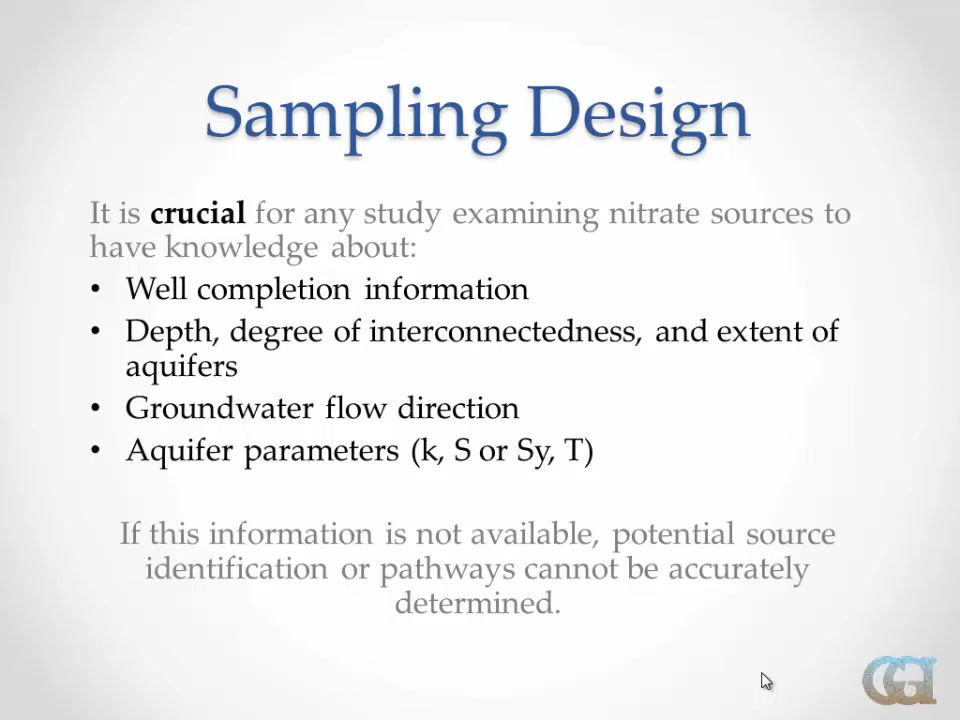 Sampling Design
It is crucial for any study examining nitrate sources to
have knowledge about:
• Well completion information
• Depth, degree of interconnectedness, and extent of
aquifers
• Groundwater flow direction
• Aquifer parameters (k, S or Sy, T)
If this information is not available, potential source
identification or pathways cannot be accurately
determined.